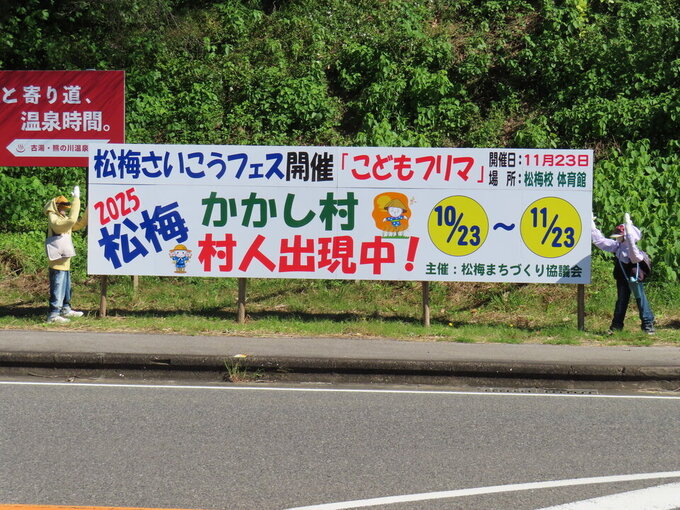 と寄り道、
温泉時間。
古湯・熊の川温泉
松梅さいこうフェス開催「こどもフリマ」
開催日：11月23日
場　所：松梅校 体育館
2025
松梅
かかし村
村人出現中！
10/23～11/23
主催：松梅まちづくり協議会